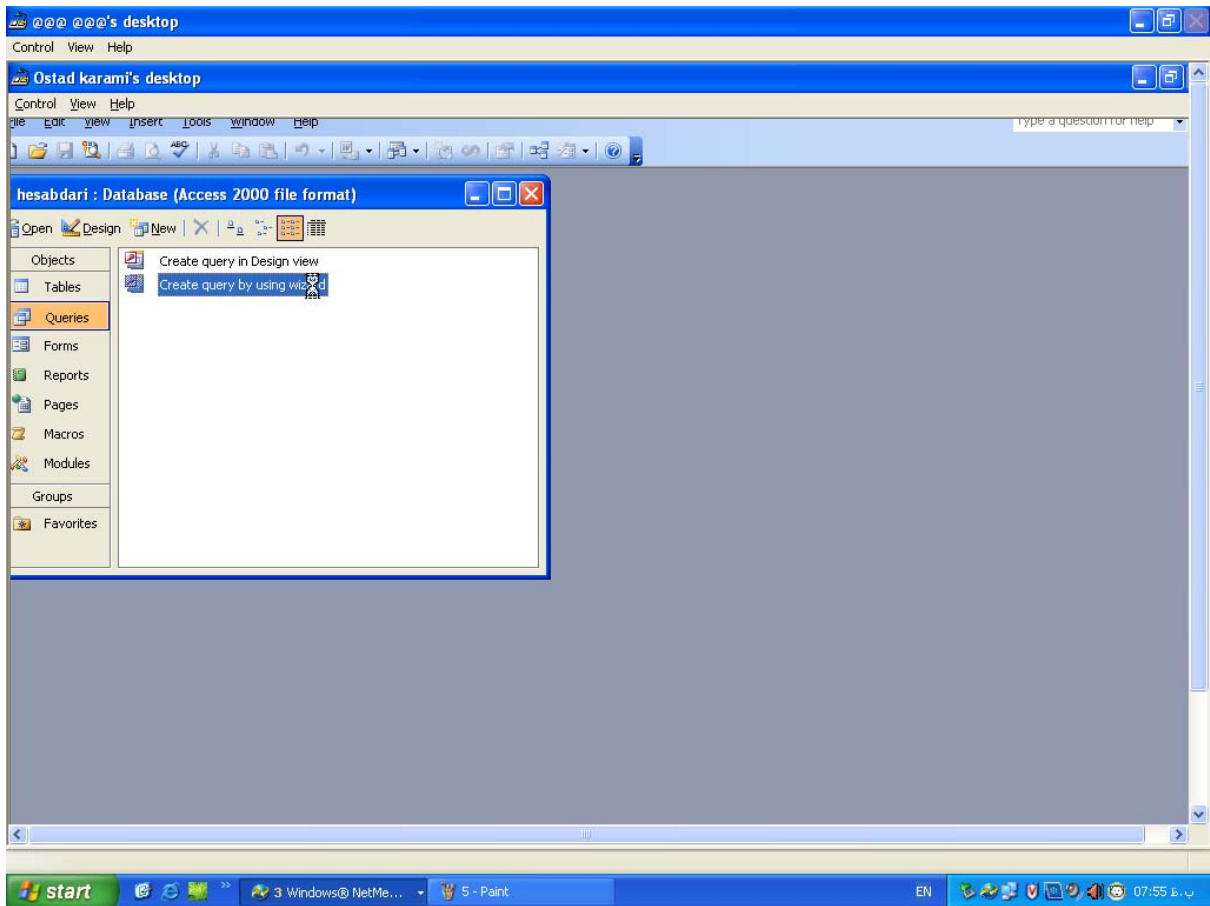 @@@ @@@'s desktop
Control View Help
Ostad karami's desktop
Control View Help
File Edit View Insert Tools Window Help
Type a question for help
hesabdari : Database (Access 2000 file format)
Open Design New
Objects
Create query in Design view
Tables
Create query by using wizard
Queries
Forms
Reports
Pages
Macros
Modules
Groups
Favorites
start
3 Windows® NetMe...
5 - Paint
EN
07:55 ب.ظ